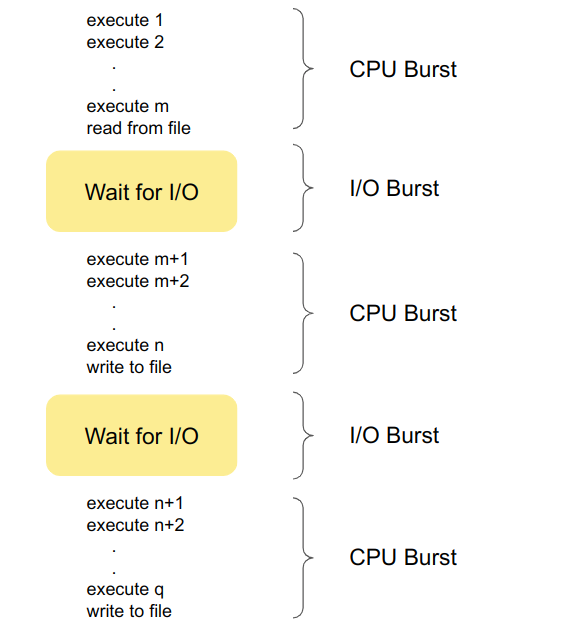 execute 1
execute 2
.
.
execute m
read from file
CPU Burst
Wait for I/O
I/O Burst
execute m+1
execute m+2
.
.
execute n
write to file
CPU Burst
Wait for I/O
I/O Burst
execute n+1
execute n+2
.
.
execute q
write to file
CPU Burst